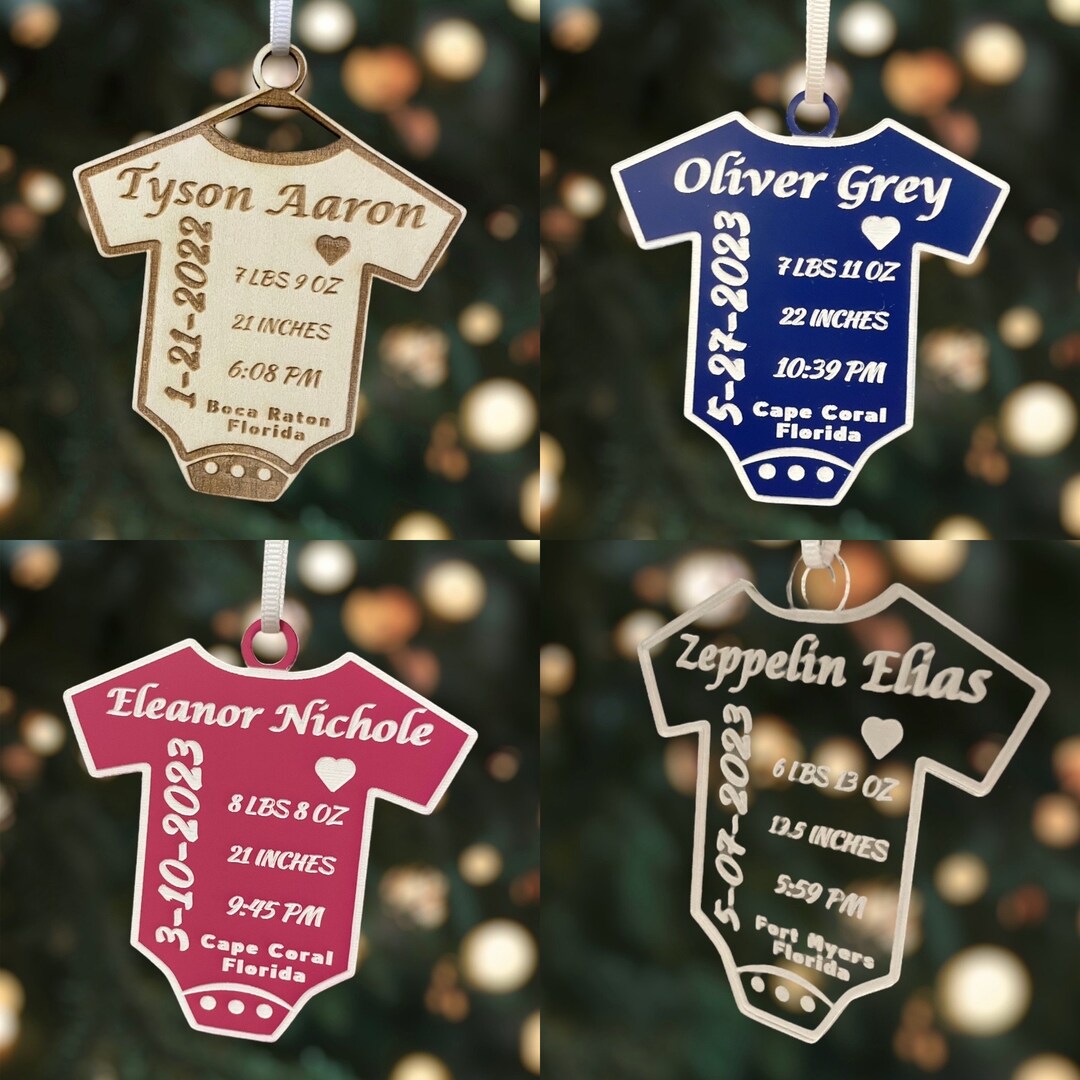 Tyson Aaron
1-21-2022
7 LBS 9 OZ
21 INCHES
6:08 PM
Boca Raton
Florida
Oliver Grey
5-27-2023
7 LBS 11 OZ
22 INCHES
10:39 PM
Cape Coral
Florida
Eleanor Nichole
3-10-2023
8 LBS 8 OZ
21 INCHES
9:45 PM
Cape Coral
Florida
Zeppelin Elias
5-07-2023
6 LBS 13 OZ
INCHES
5:59 PM
Fort Myers
Florida